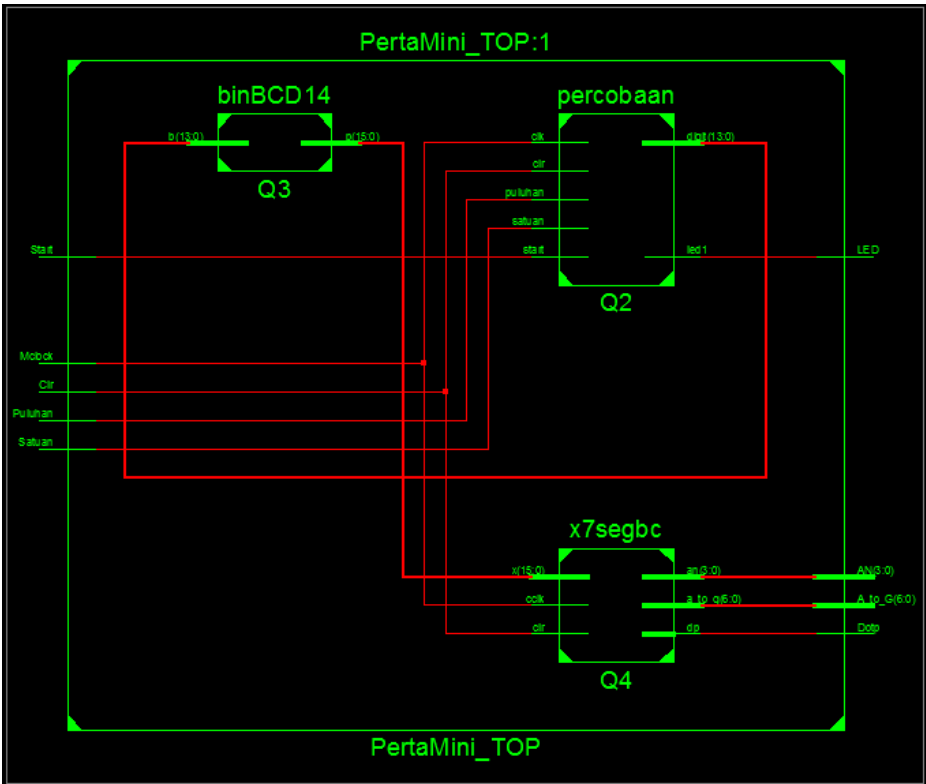 PertaMini_TOP:1
binBCD14
percobaan
b(13:0)
p(15:0)
clk
digit(13:0)
clr
Q3
puluhan
satuan
Start
start
led1
LED
Q2
Mclock
Clr
Puluhan
Satuan
x7segbc
x(15:0)
an(3:0)
AN(3:0)
cclk
a_to_g(6:0)
A_to_G(6:0)
clr
dp
Dotp
Q4
PertaMini_TOP